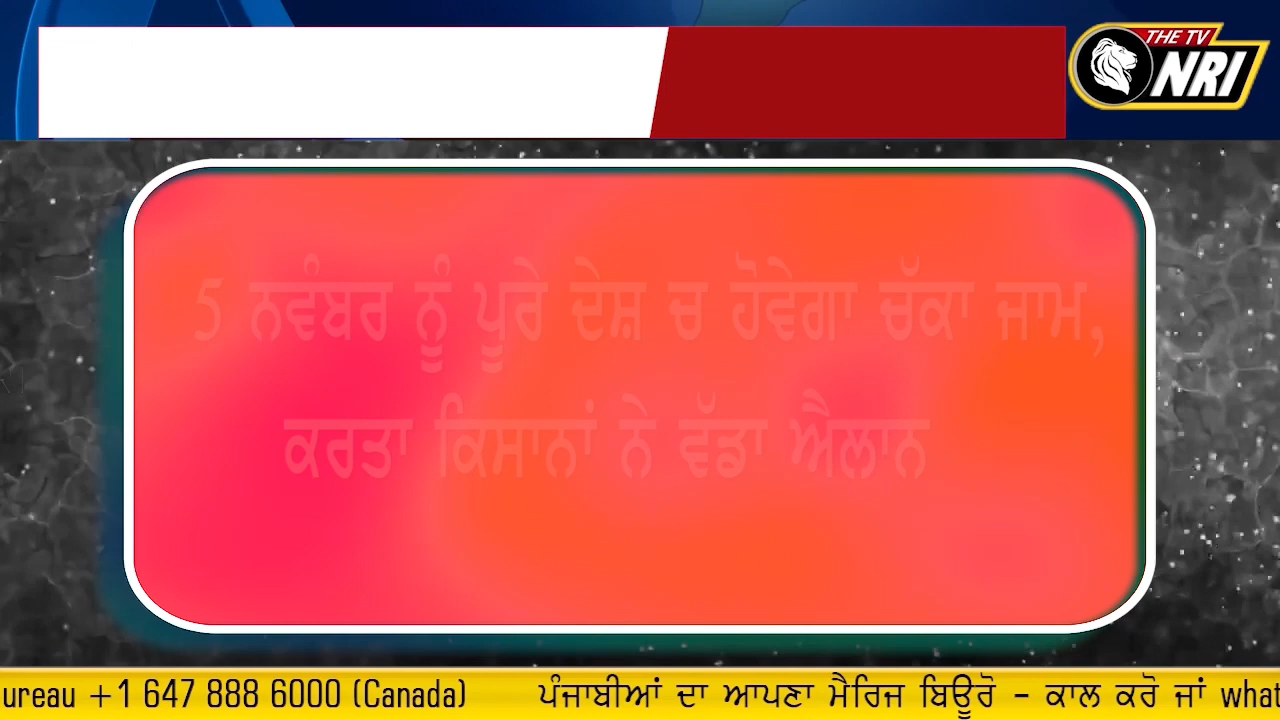 THE TV
NRI
5 ਨਵੰਬਰ ਨੂੰ ਪੂਰੇ ਦੇਸ਼ ਚ ਹੋਵੇਗਾ ਚੱਕਾ ਜਾਮ,
ਕਰਤਾ ਕਿਸਾਨਾਂ ਨੇ ਵੱਡਾ ਐਲਾਨ
ureau +1 647 888 6000 (Canada) ਪੰਜਾਬੀਆਂ ਦਾ ਆਪਣਾ ਮੈਰਿਜ ਬਿਊਰੋ - ਕਾਲ ਕਰੋ ਜਾਂ what